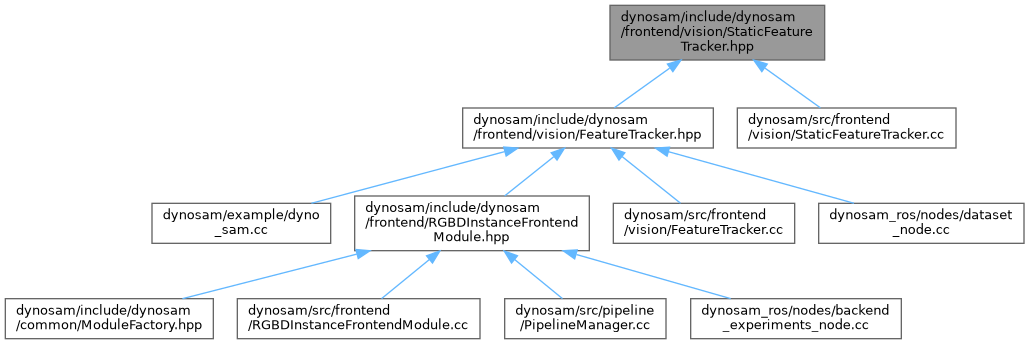 dynosam/include/dynosam
/frontend/vision/StaticFeature
Tracker.hpp
dynosam/include/dynosam
/frontend/vision/FeatureTracker.hpp
dynosam/src/frontend
/vision/StaticFeatureTracker.cc
dynosam/example/dyno
_sam.cc
dynosam/include/dynosam
/frontend/RGBDInstanceFrontend
Module.hpp
dynosam/src/frontend
/vision/FeatureTracker.cc
dynosam_ros/nodes/dataset
_node.cc
dynosam/include/dynosam
/common/ModuleFactory.hpp
dynosam/src/frontend
/RGBDInstanceFrontendModule.cc
dynosam/src/pipeline
/PipelineManager.cc
dynosam_ros/nodes/backend
_experiments_node.cc